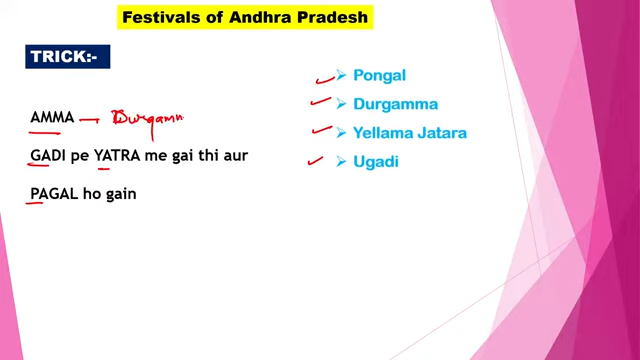 Festivals of Andhra Pradesh
TRICK:-
AMMA → Durgamm
GADI pe YATRA me gai thi aur
PAGAL ho gain
➢ Pongal
➢ Durgamma
➢ Yellama Jatara
➢ Ugadi